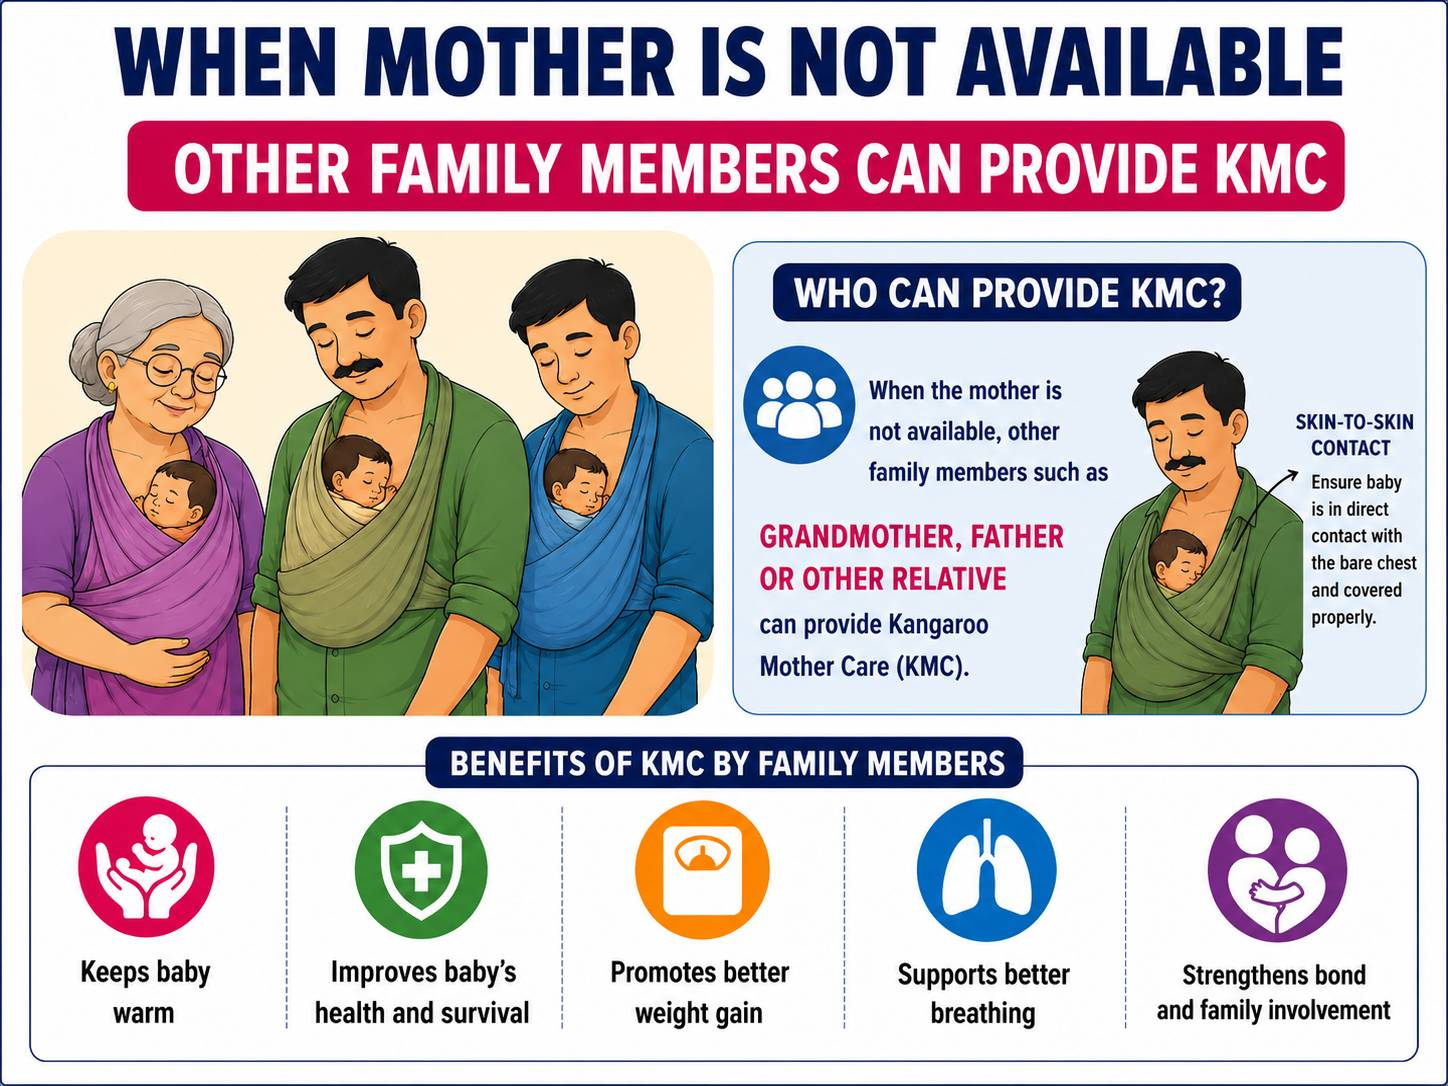 WHEN MOTHER IS NOT AVAILABLE
OTHER FAMILY MEMBERS CAN PROVIDE KMC
WHO CAN PROVIDE KMC?
When the mother is
not available, other
family members such as
GRANDMOTHER, FATHER
OR OTHER RELATIVE
can provide Kangaroo
Mother Care (KMC).
SKIN-TO-SKIN
CONTACT
Ensure baby
is in direct
contact with
the bare chest
and covered
properly.
BENEFITS OF KMC BY FAMILY MEMBERS
Keeps baby
warm
Improves baby's
health and survival
Promotes better
weight gain
Supports better
breathing
Strengthens bond
and family involvement